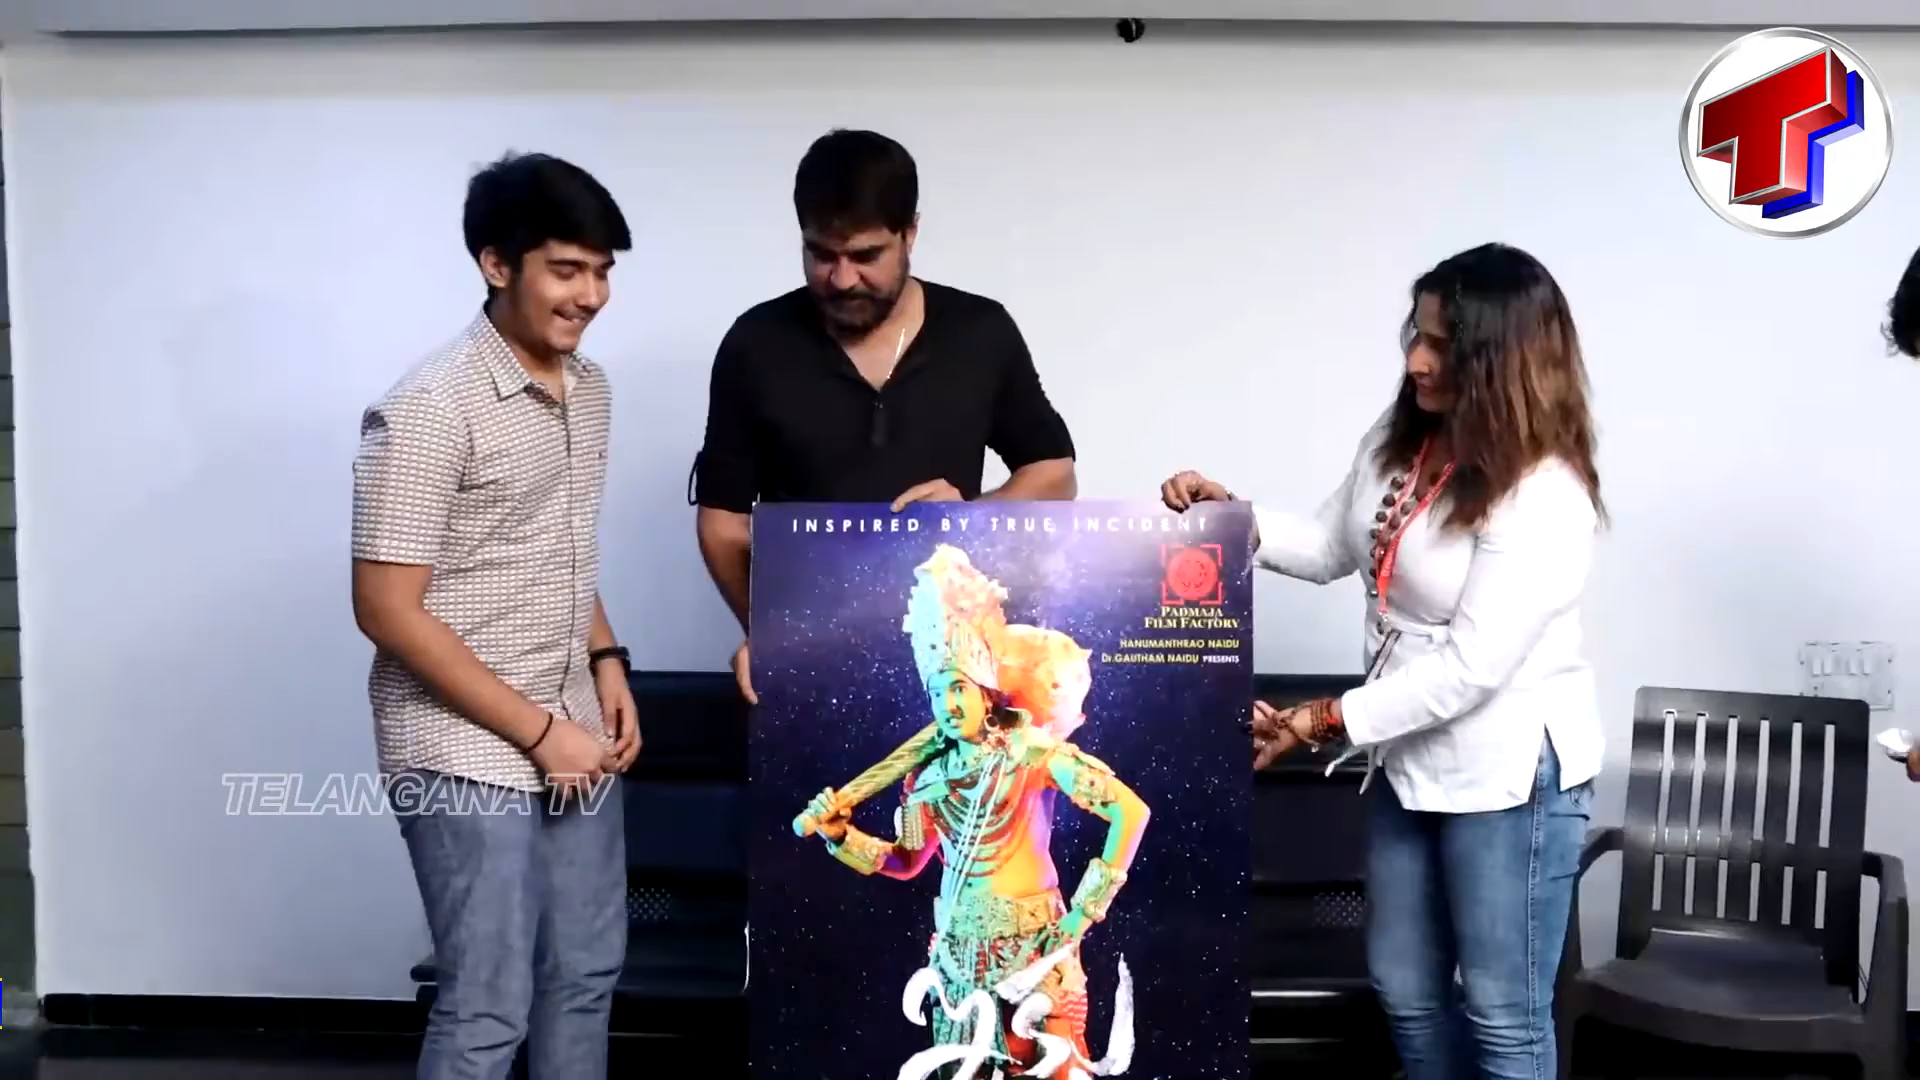 INSPIRED BY TRUE INCIDENT
PADMAJA
FILM FACTORY
HANUMANTHRAO NAIDU
Dr.GAUTHAM NAIDU PRESENTS
TELANGANA TV